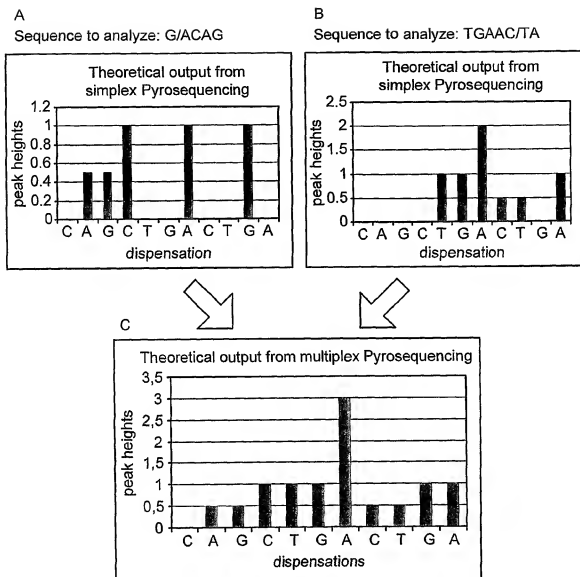 A
Sequence to analyze: G/ACAG
Theoretical output from
simplex Pyrosequencing
peak heights
1.2
1
0.8
0.6
0.4
0.2
0
C A G C T G A C T G A
dispensation
B
Sequence to analyze: TGAAC/TA
Theoretical output from
simplex Pyrosequencing
peak heights
2.5
2
1.5
1
0.5
0
C A G C T G A C T G A
dispensation
C
Theoretical output from multiplex Pyrosequencing
peak heights
3,5
3
2,5
2
1,5
1
0,5
0
C A G C T G A C T G A
dispensations